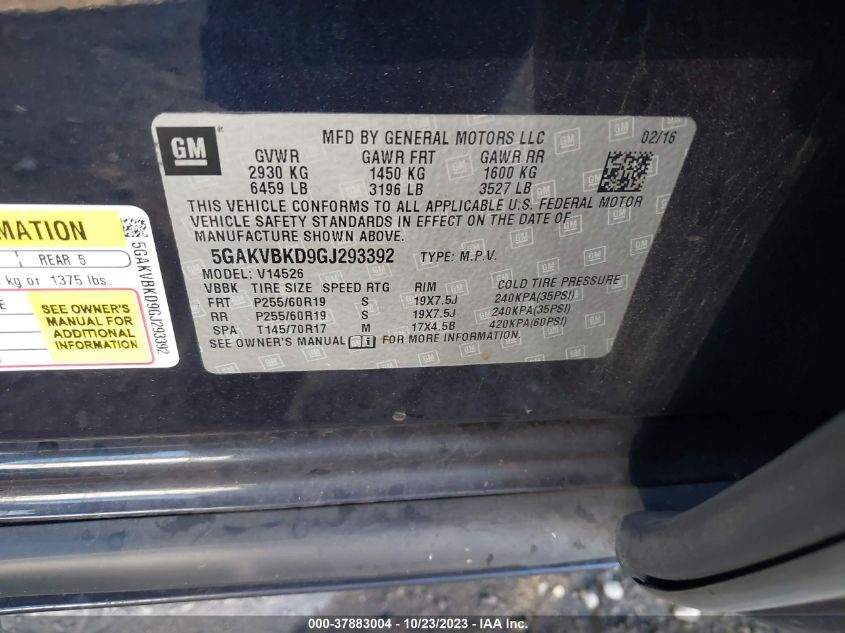 GM
MFD BY GENERAL MOTORS LLC 02/16
GVWR GAWR FRT GAWR RR
2930 KG 1450 KG 1600 KG
6459 LB 3196 LB 3527 LB
THIS VEHICLE CONFORMS TO ALL APPLICABLE U.S. FEDERAL MOTOR
VEHICLE SAFETY STANDARDS IN EFFECT ON THE DATE OF
MANUFACTURE SHOWN ABOVE.
5GAKVBKD9GJ293392 TYPE: M.P.V.
MODEL: V14526
VBBK TIRE SIZE SPEED RTG RIM COLD TIRE PRESSURE
FRT P255/60R19 S 19X7.5J 240KPA(35PSI)
RR P255/60R19 S 19X7.5J 240KPA(35PSI)
SPA T145/70R17 M 17X4.5B 420KPA(60PSI)
SEE OWNER'S MANUAL FOR MORE INFORMATION.
MATION
REAR 5
kg or 1375 lbs.
SEE OWNER'S
MANUAL FOR
ADDITIONAL
INFORMATION
5GAKVBKD9GJ293392
000-37883004 - 10/23/2023 - IAA Inc.